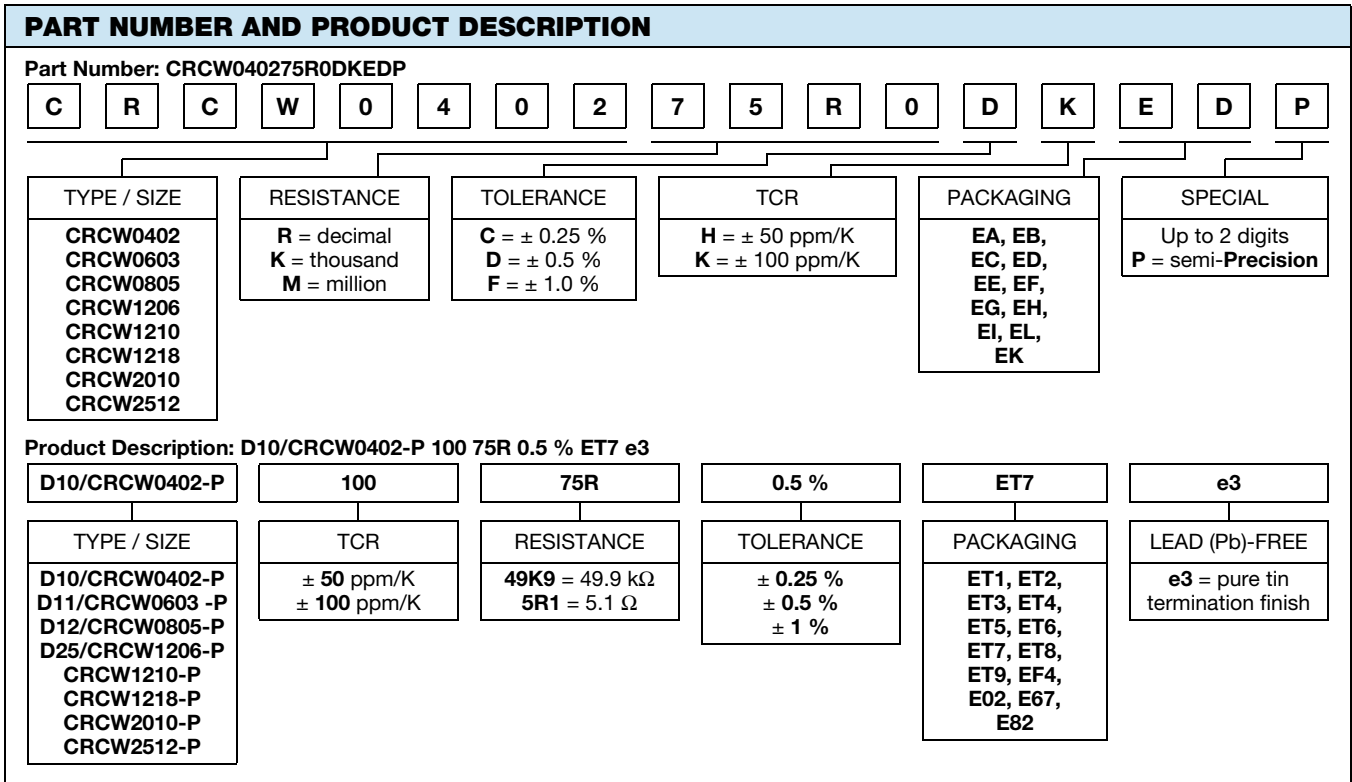 PART NUMBER AND PRODUCT DESCRIPTION
Part Number: CRCW040275R0DKEDP
C R C W 0 4 0 2 7 5 R 0 D K E D P
TYPE / SIZE
CRCW0402
CRCW0603
CRCW0805
CRCW1206
CRCW1210
CRCW1218
CRCW2010
CRCW2512
RESISTANCE
R = decimal
K = thousand
M = million
TOLERANCE
C = ± 0.25 %
D = ± 0.5 %
F = ± 1.0 %
TCR
H = ± 50 ppm/K
K = ± 100 ppm/K
PACKAGING
EA, EB,
EC, ED,
EE, EF,
EG, EH,
EI, EL,
EK
SPECIAL
Up to 2 digits
P = semi-Precision
Product Description: D10/CRCW0402-P 100 75R 0.5 % ET7 e3
D10/CRCW0402-P 100 75R 0.5 % ET7 e3
TYPE / SIZE
D10/CRCW0402-P
D11/CRCW0603 -P
D12/CRCW0805-P
D25/CRCW1206-P
CRCW1210-P
CRCW1218-P
CRCW2010-P
CRCW2512-P
TCR
± 50 ppm/K
± 100 ppm/K
RESISTANCE
49K9 = 49.9 kΩ
5R1 = 5.1 Ω
TOLERANCE
± 0.25 %
± 0.5 %
± 1 %
PACKAGING
ET1, ET2,
ET3, ET4,
ET5, ET6,
ET7, ET8,
ET9, EF4,
E02, E67,
E82
LEAD (Pb)-FREE
e3 = pure tin
termination finish